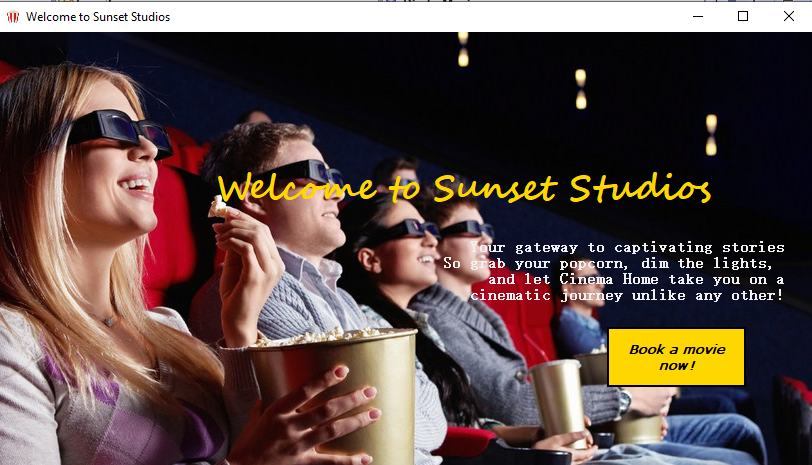 Welcome to Sunset Studios
Welcome to Sunset Studios
Your gateway to captivating stories
So grab your popcorn, dim the lights,
and let Cinema Home take you on a
cinematic journey unlike any other!
Book a movie
now!